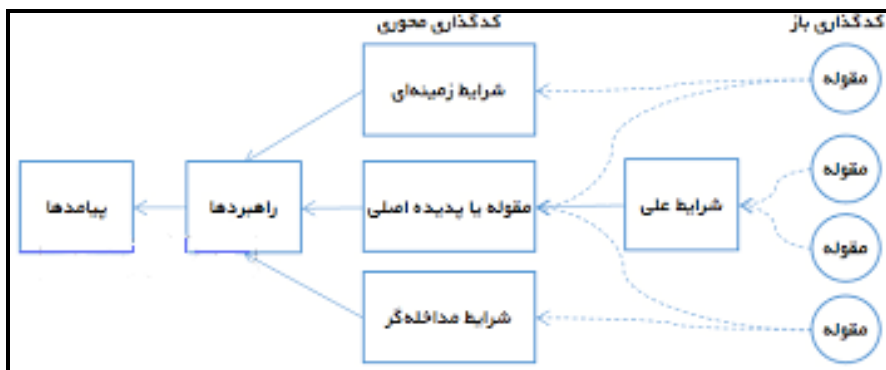 کدگذاری باز
کدگذاری محوری
مقوله
شرایط زمینه‌ای
مقوله
شرایط علی
مقوله یا پدیده اصلی
راهبردها
پیامدها
مقوله
مقوله
شرایط مداخله‌گر